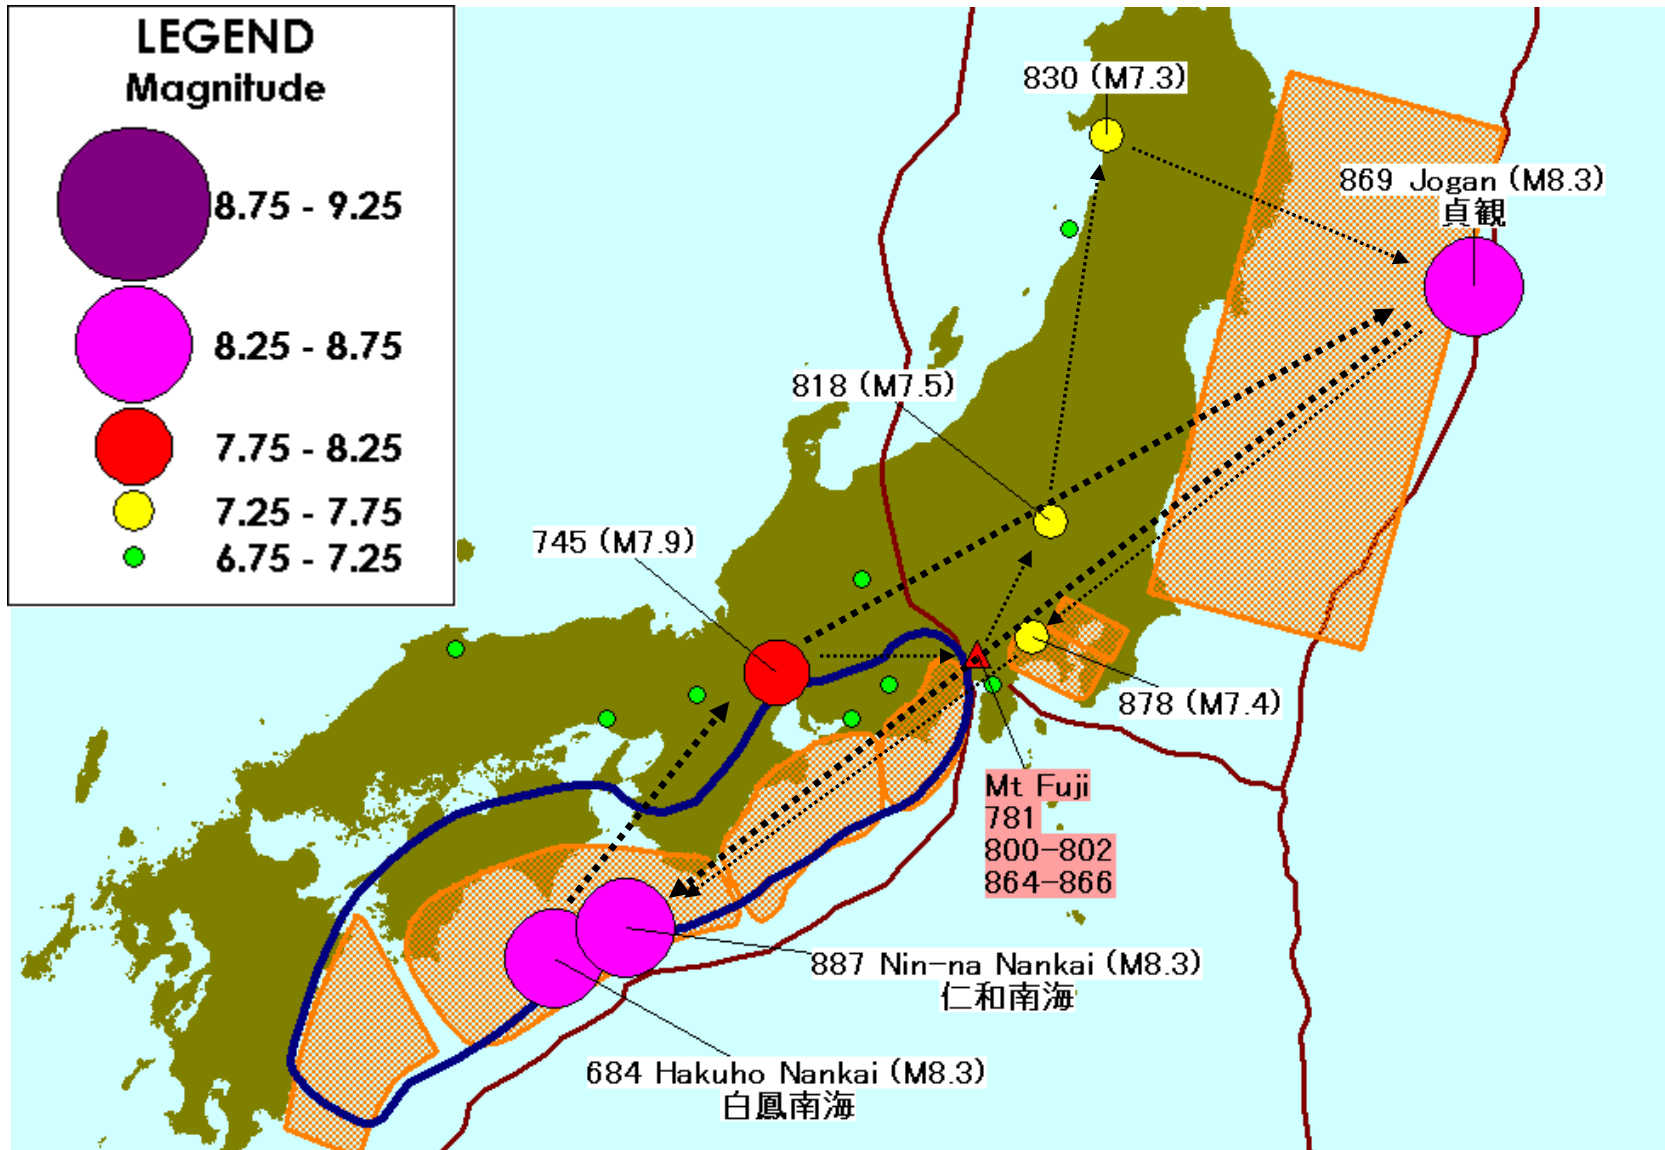 LEGEND
Magnitude
8.75 - 9.25
8.25 - 8.75
7.75 - 8.25
7.25 - 7.75
6.75 - 7.25
830 (M7.3)
869 Jogan (M8.3)
貞観
818 (M7.5)
745 (M7.9)
878 (M7.4)
Mt Fuji
781
800-802
864-866
887 Nin-na Nankai (M8.3)
仁和南海
684 Hakuho Nankai (M8.3)
白鳳南海